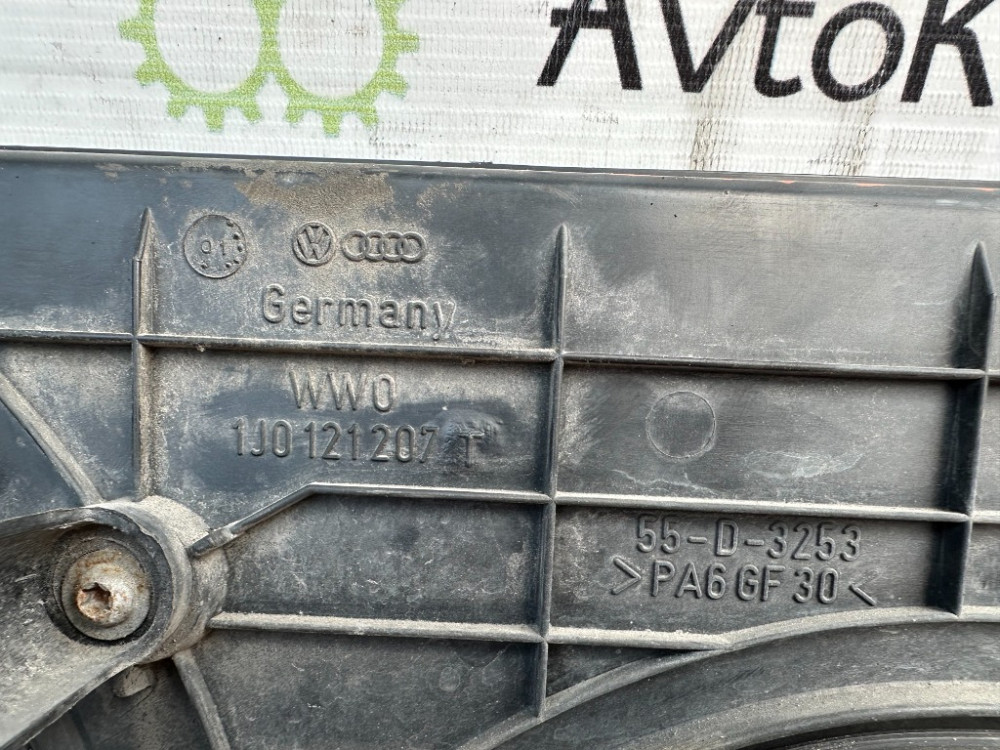 AvtoK
91
Germany
WWO
1J0 121 207 T
55-D-3253
>PA6 GF 30<